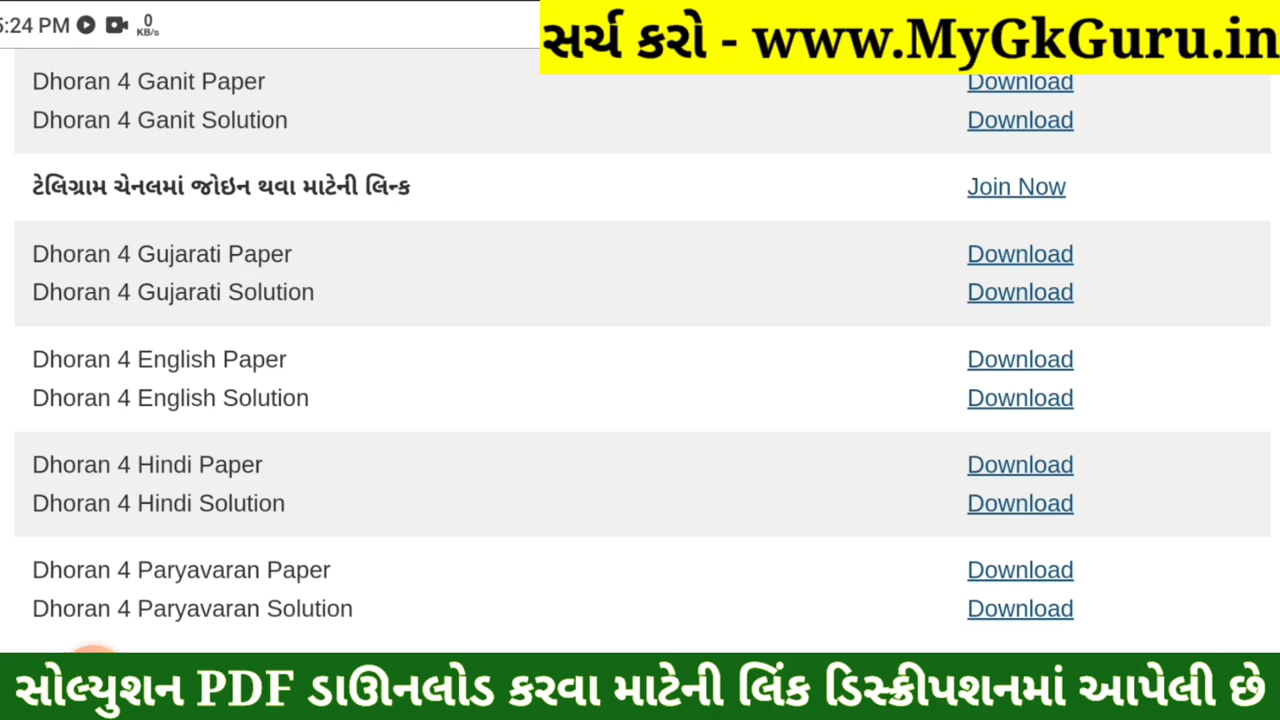 5:24 PM 0 KB/s
સર્ચ કરો - www.MyGkGuru.in
Dhoran 4 Ganit Paper Download
Dhoran 4 Ganit Solution Download
ટેલિગ્રામ ચેનલમાં જોઇન થવા માટેની લિન્ક Join Now
Dhoran 4 Gujarati Paper Download
Dhoran 4 Gujarati Solution Download
Dhoran 4 English Paper Download
Dhoran 4 English Solution Download
Dhoran 4 Hindi Paper Download
Dhoran 4 Hindi Solution Download
Dhoran 4 Paryavaran Paper Download
Dhoran 4 Paryavaran Solution Download
સોલ્યુશન PDF ડાઊનલોડ કરવા માટેની લિંક ડિસ્ક્રીપશનમાં આપેલી છે